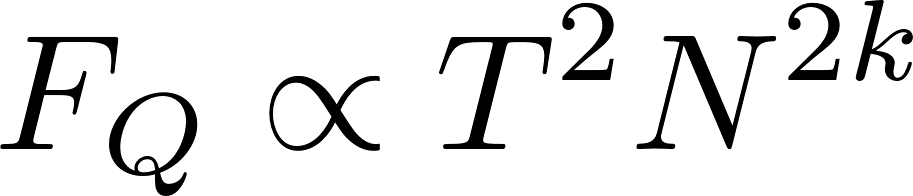 F_Q ∝ T^2 N^{2k}